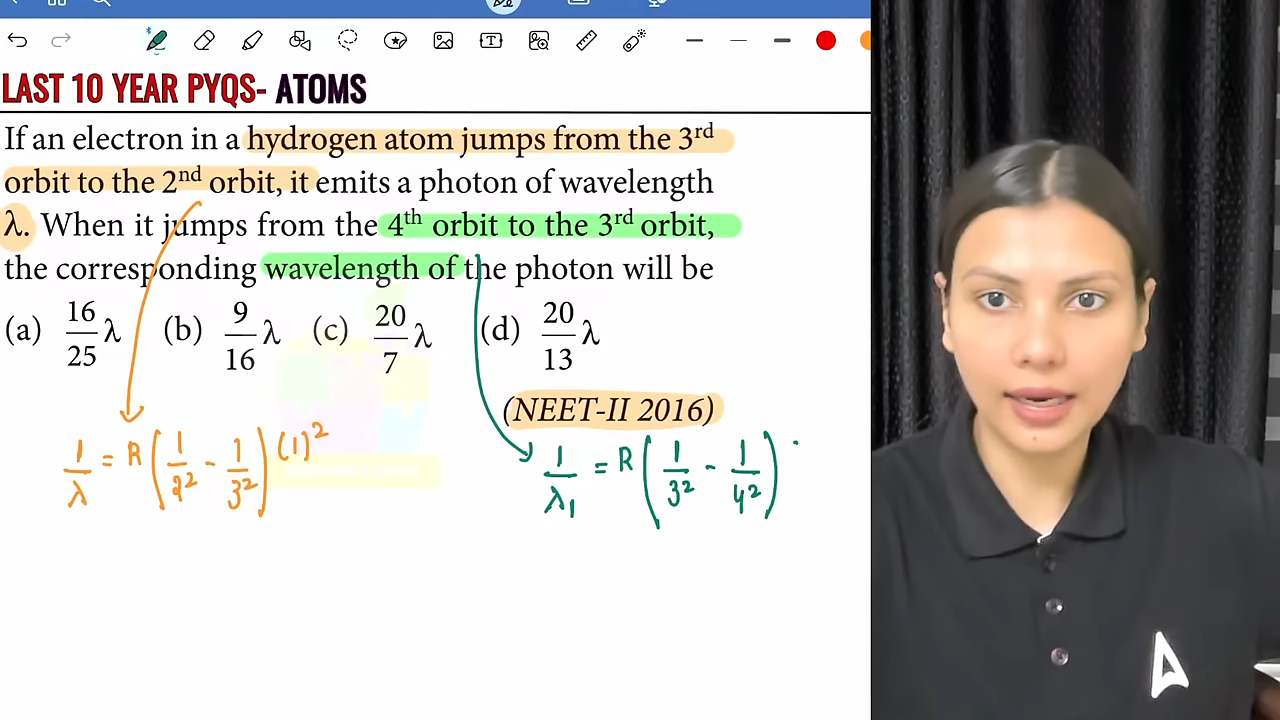 LAST 10 YEAR PYQS- ATOMS
If an electron in a hydrogen atom jumps from the 3rd
orbit to the 2nd orbit, it emits a photon of wavelength
λ. When it jumps from the 4th orbit to the 3rd orbit,
the corresponding wavelength of the photon will be
(a) 16/25 λ (b) 9/16 λ (c) 20/7 λ (d) 20/13 λ
(NEET-II 2016)
1/λ = R(1/2² - 1/3²)(1)²
1/λ₁ = R(1/3² - 1/4²)